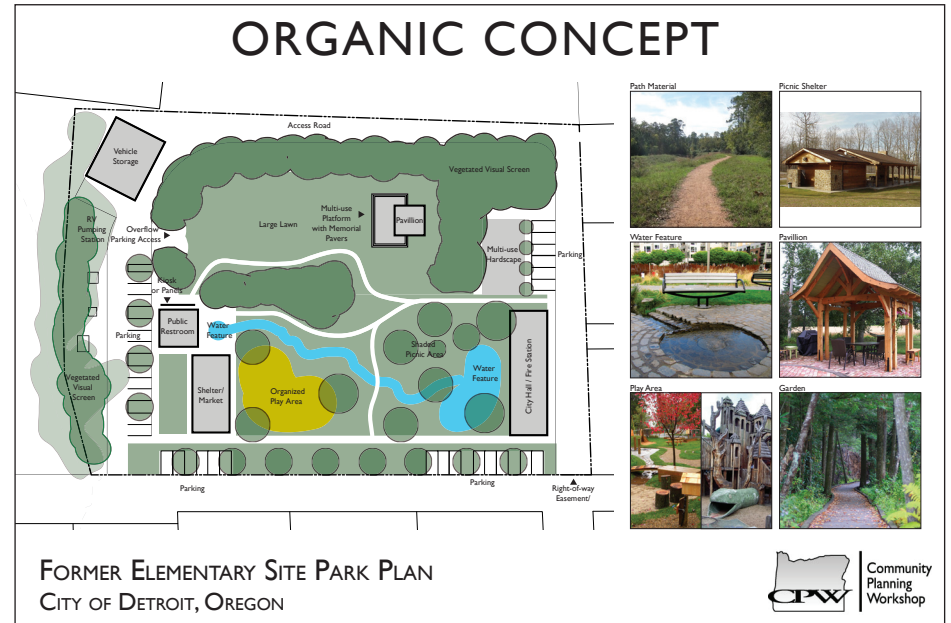 ORGANIC CONCEPT
Path Material
Picnic Shelter
Access Road
Vehicle
Storage
Vegetated Visual Screen
RV
Pumping
Station
Overflow
Parking Access
Large Lawn
Multi-use
Platform
with Memorial
Pavers
Pavillion
Multi-use
Hardscape
Parking
Kiosk
or Panels
Public
Restroom
Water
Feature
Parking
Shaded
Picnic Area
Water
Feature
City Hall / Fire Station
Vegetated
Visual
Screen
Shelter/
Market
Organized
Play Area
Parking
Parking
Right-of-way
Easement/
Water Feature
Pavillion
Play Area
Garden
FORMER ELEMENTARY SITE PARK PLAN
CITY OF DETROIT, OREGON
CPW
Community
Planning
Workshop